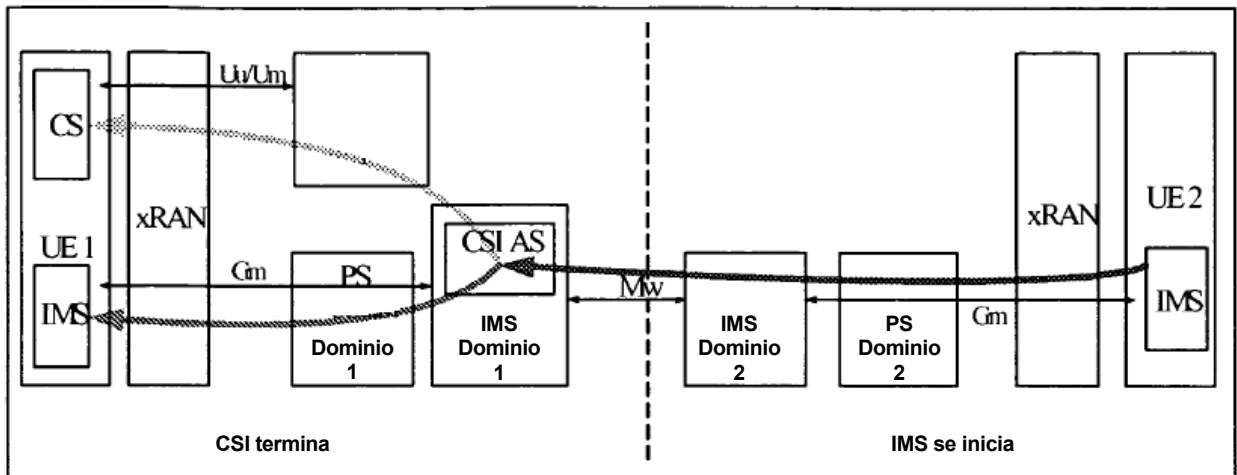 Uu/Um
CS
xRAN
UE 1
IMS
Gm
PS
Dominio
1
CSI AS
IMS
Dominio
1
Mw
IMS
Dominio
2
PS
Dominio
2
Gm
xRAN
UE 2
IMS
CSI termina
IMS se inicia